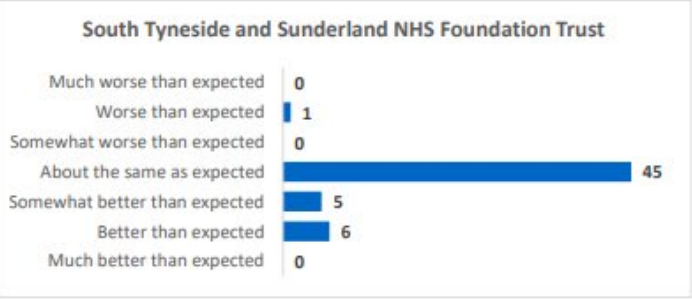 South Tyneside and Sunderland NHS Foundation Trust
Much worse than expected 0
Worse than expected 1
Somewhat worse than expected 0
About the same as expected 45
Somewhat better than expected 5
Better than expected 6
Much better than expected 0